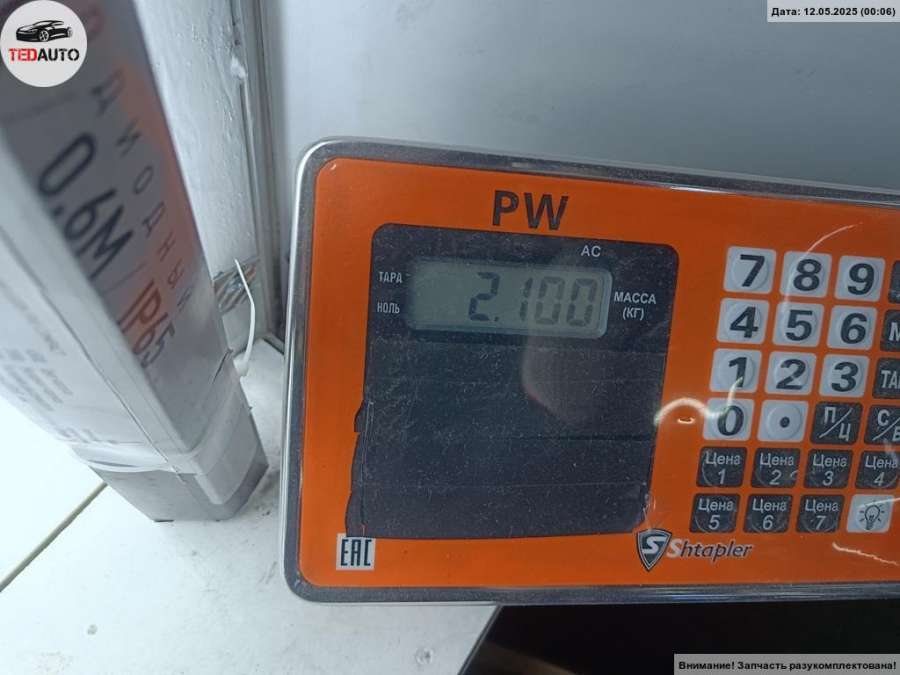 Дата: 12.05.2025 (00:06)
TEDAUTO
ДИОДНЫ
0,6М
IP65
PW
AC
ТАРА
НОЛЬ
2.100
МАССА
(КГ)
7 8 9
4 5 6 М
1 2 3 ТА
0 • П/Ц С/
Цена 1 Цена 2 Цена 3 Цена 4
Цена 5 Цена 6 Цена 7
EAC
Shtapler
Внимание! Запчасть разукомплектована!